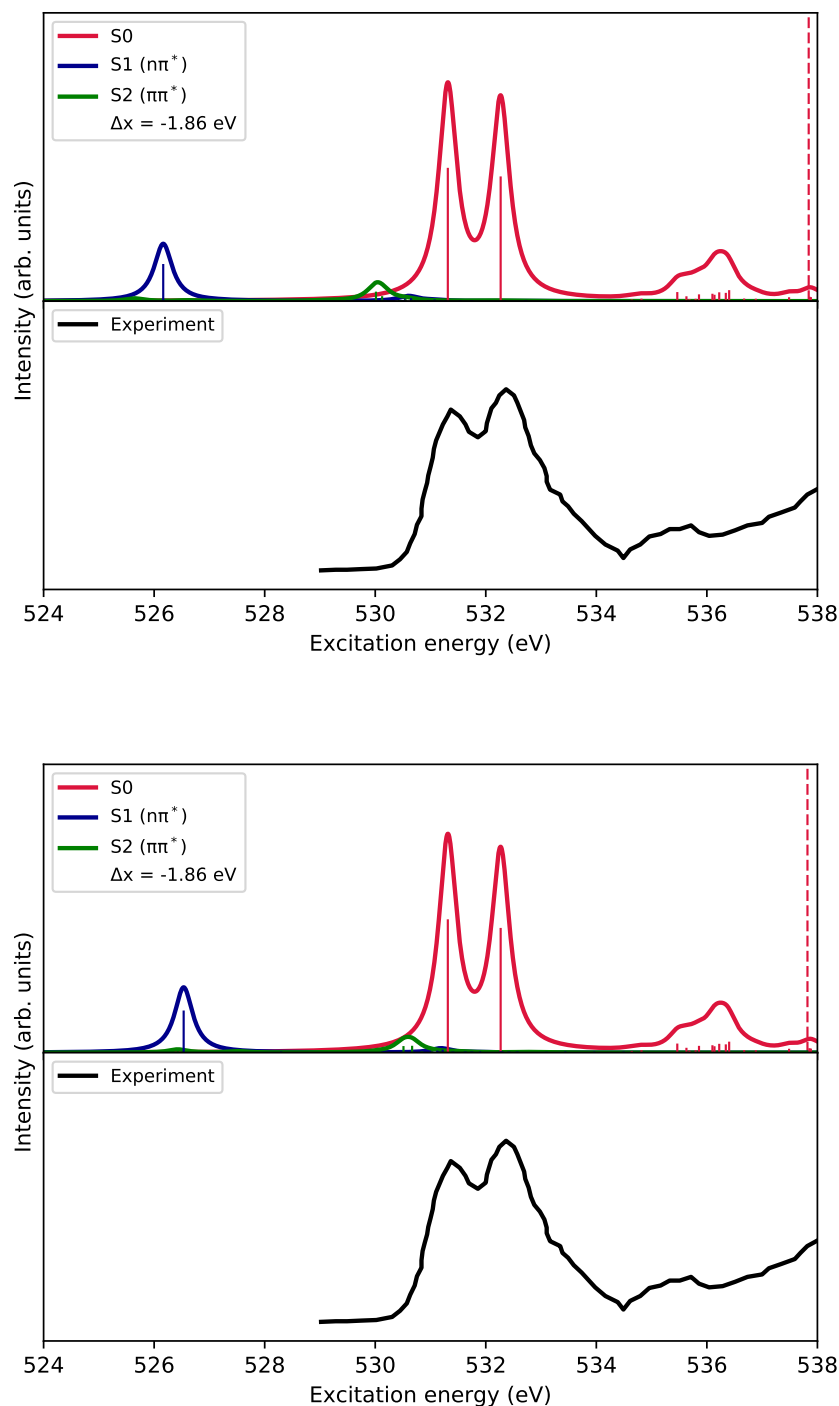 S0
S1 (nπ*)
S2 (ππ*)
Δx = -1.86 eV
Intensity (arb. units)
Experiment
524 526 528 530 532 534 536 538
Excitation energy (eV)
S0
S1 (nπ*)
S2 (ππ*)
Δx = -1.86 eV
Intensity (arb. units)
Experiment
524 526 528 530 532 534 536 538
Excitation energy (eV)